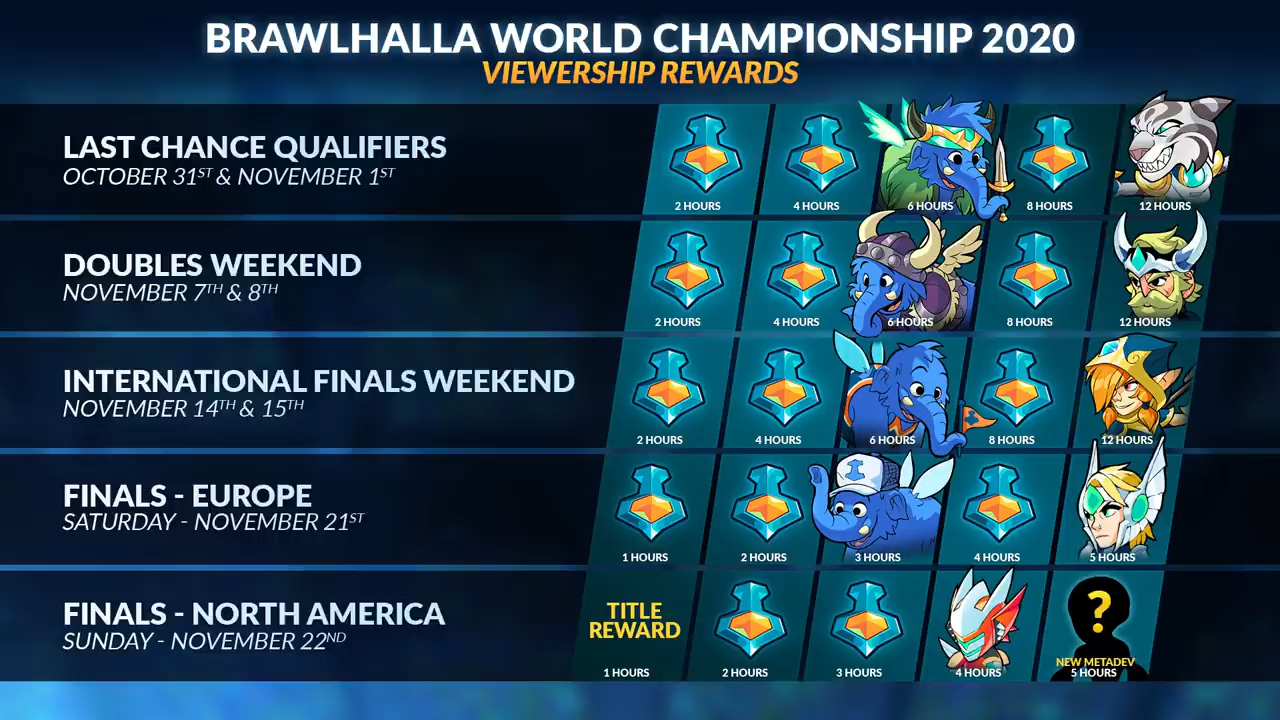 BRAWLHALLA WORLD CHAMPIONSHIP 2020
VIEWERSHIP REWARDS
LAST CHANCE QUALIFIERS
OCTOBER 31ST & NOVEMBER 1ST
2 HOURS
4 HOURS
6 HOURS
8 HOURS
12 HOURS
DOUBLES WEEKEND
NOVEMBER 7TH & 8TH
2 HOURS
4 HOURS
6 HOURS
8 HOURS
12 HOURS
INTERNATIONAL FINALS WEEKEND
NOVEMBER 14TH & 15TH
2 HOURS
4 HOURS
6 HOURS
8 HOURS
12 HOURS
FINALS - EUROPE
SATURDAY - NOVEMBER 21ST
1 HOURS
2 HOURS
3 HOURS
4 HOURS
5 HOURS
FINALS - NORTH AMERICA
SUNDAY - NOVEMBER 22ND
TITLE
REWARD
1 HOURS
2 HOURS
3 HOURS
4 HOURS
?
NEW METADEV
5 HOURS